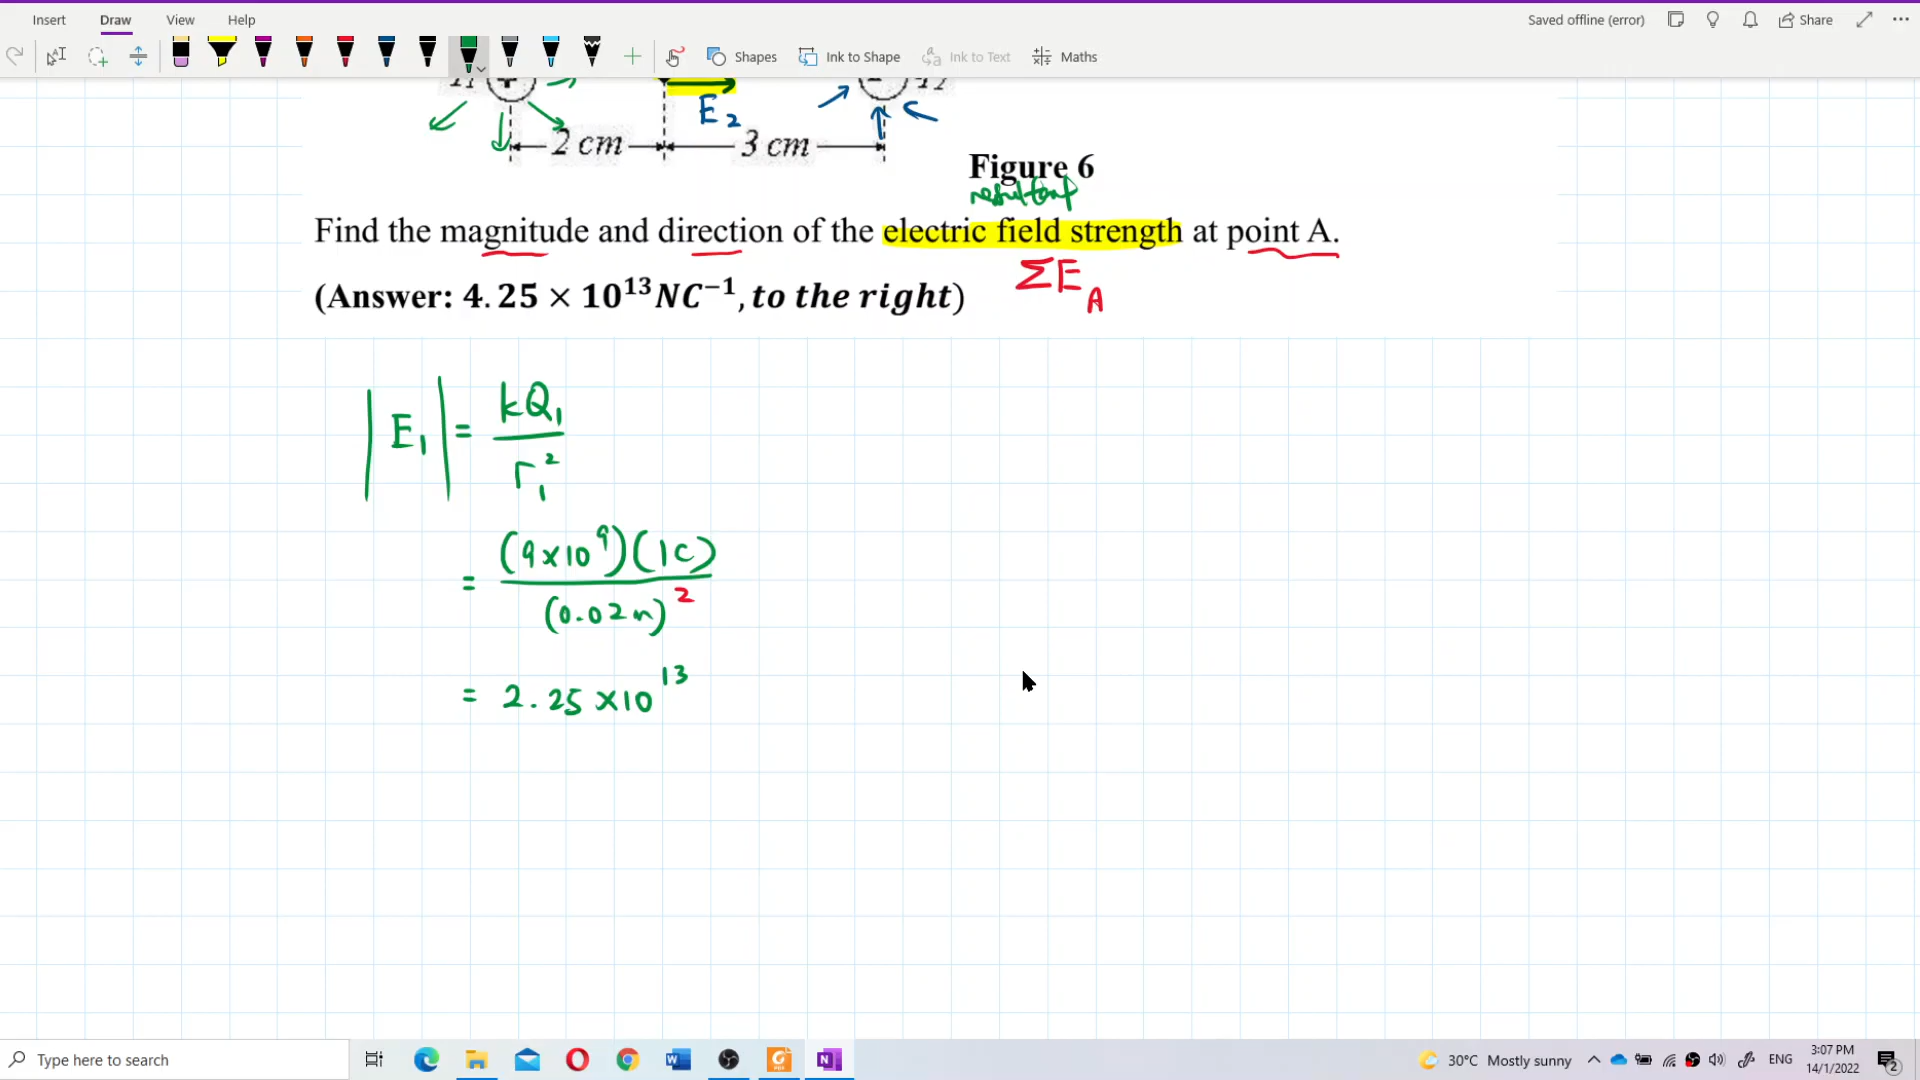 Insert Draw View Help
Saved offline (error) Share
Shapes Ink to Shape Ink to Text Maths
E2
2 cm 3 cm
Figure 6
resultant
Find the magnitude and direction of the electric field strength at point A.
ΣE_A
(Answer: 4.25 × 10¹³NC⁻¹, to the right)
|E₁| = kQ₁ / r₁²
= (9×10⁹)(1C) / (0.02m)²
= 2.25 ×10¹³
Type here to search
30°C Mostly sunny
ENG
3:07 PM
14/1/2022
2